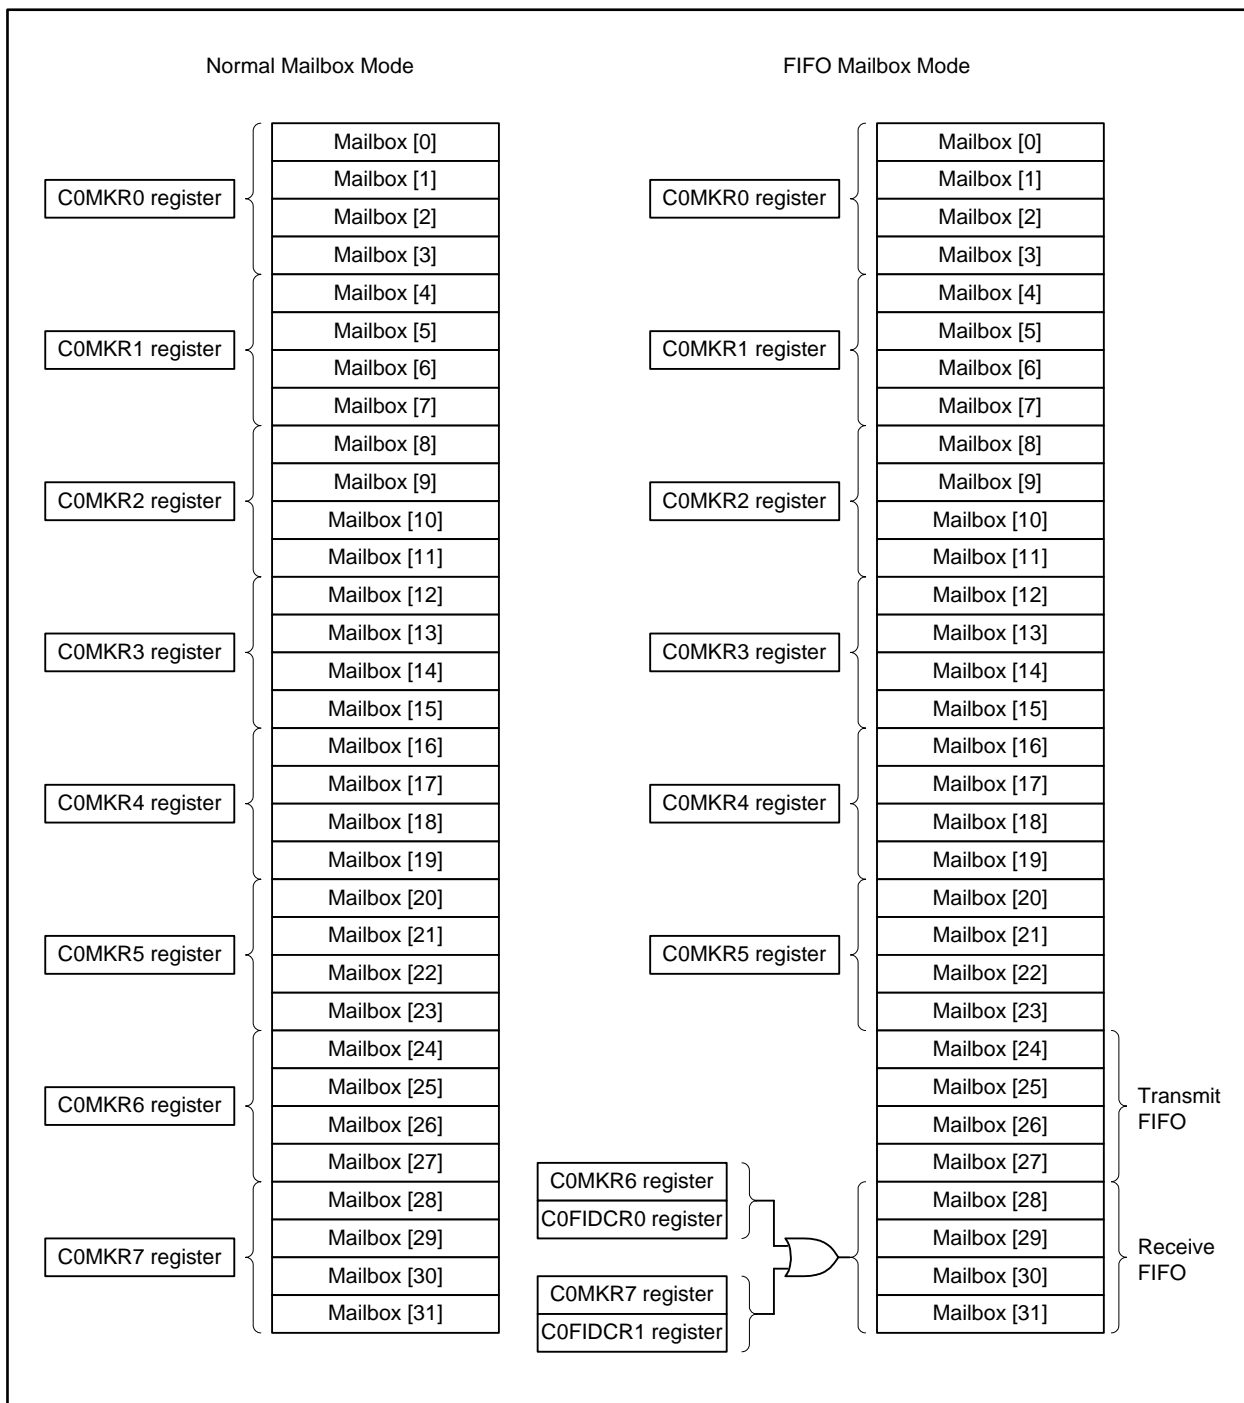 Normal Mailbox Mode
C0MKR0 register
Mailbox [0]
Mailbox [1]
Mailbox [2]
Mailbox [3]
C0MKR1 register
Mailbox [4]
Mailbox [5]
Mailbox [6]
Mailbox [7]
C0MKR2 register
Mailbox [8]
Mailbox [9]
Mailbox [10]
Mailbox [11]
C0MKR3 register
Mailbox [12]
Mailbox [13]
Mailbox [14]
Mailbox [15]
C0MKR4 register
Mailbox [16]
Mailbox [17]
Mailbox [18]
Mailbox [19]
C0MKR5 register
Mailbox [20]
Mailbox [21]
Mailbox [22]
Mailbox [23]
C0MKR6 register
Mailbox [24]
Mailbox [25]
Mailbox [26]
Mailbox [27]
C0MKR7 register
Mailbox [28]
Mailbox [29]
Mailbox [30]
Mailbox [31]
FIFO Mailbox Mode
C0MKR0 register
Mailbox [0]
Mailbox [1]
Mailbox [2]
Mailbox [3]
C0MKR1 register
Mailbox [4]
Mailbox [5]
Mailbox [6]
Mailbox [7]
C0MKR2 register
Mailbox [8]
Mailbox [9]
Mailbox [10]
Mailbox [11]
C0MKR3 register
Mailbox [12]
Mailbox [13]
Mailbox [14]
Mailbox [15]
C0MKR4 register
Mailbox [16]
Mailbox [17]
Mailbox [18]
Mailbox [19]
C0MKR5 register
Mailbox [20]
Mailbox [21]
Mailbox [22]
Mailbox [23]
Mailbox [24]
Mailbox [25]
Mailbox [26]
Mailbox [27]
Transmit
FIFO
C0MKR6 register
C0FIDCR0 register
C0MKR7 register
C0FIDCR1 register
Mailbox [28]
Mailbox [29]
Mailbox [30]
Mailbox [31]
Receive
FIFO